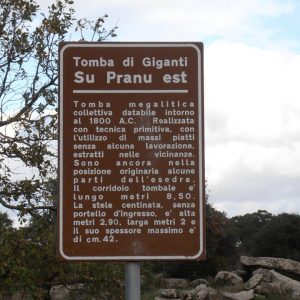 Tomba di Giganti
Su Pranu est
Tomba megalitica
collettiva databile intorno
al 1800 A.C. Realizzata
con tecnica primitiva, con
l'utilizzo di massi piatti
senza alcuna lavorazione,
estratti nelle vicinanze.
Sono ancora nella
posizione originaria alcune
parti dell'esedra.
Il corridoio tombale e'
lungo metri 8,50.
La stele centinata, senza
portello d'ingresso, e' alta
metri 2,90, larga metri 2 e
il suo spessore massimo e'
di cm.42.